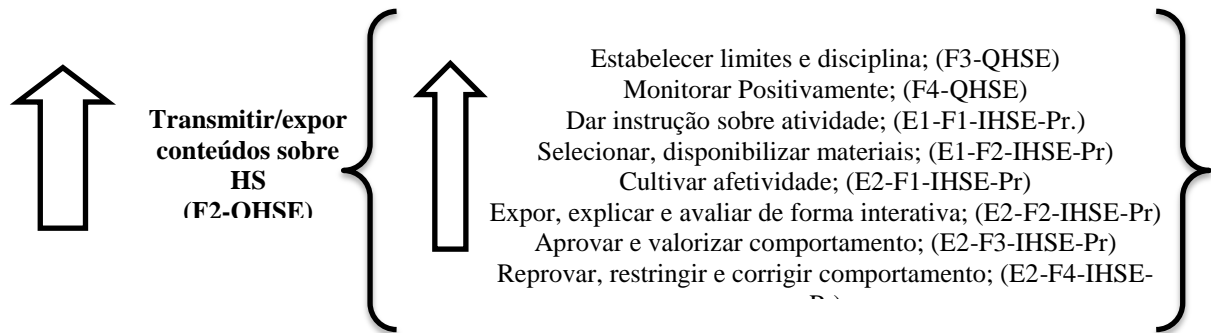 Transmitir/expor
conteúdos sobre
HS
(F2-QHSE)
Estabelecer limites e disciplina; (F3-QHSE)
Monitorar Positivamente; (F4-QHSE)
Dar instrução sobre atividade; (E1-F1-IHSE-Pr.)
Selecionar, disponibilizar materiais; (E1-F2-IHSE-Pr)
Cultivar afetividade; (E2-F1-IHSE-Pr)
Expor, explicar e avaliar de forma interativa; (E2-F2-IHSE-Pr)
Aprovar e valorizar comportamento; (E2-F3-IHSE-Pr)
Reprovar, restringir e corrigir comportamento; (E2-F4-IHSE-